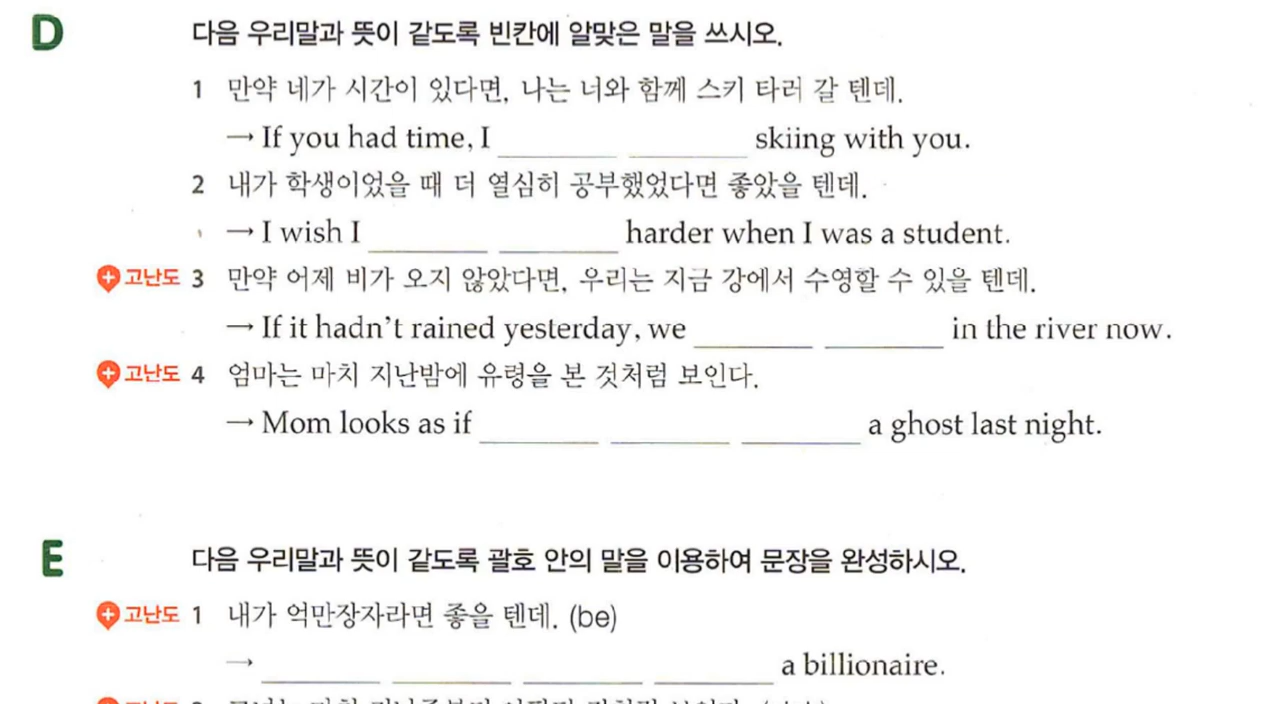 D 다음 우리말과 뜻이 같도록 빈칸에 알맞은 말을 쓰시오.
1 만약 네가 시간이 있다면, 나는 너와 함께 스키 타러 갈 텐데.
→ If you had time, I ________ ________ skiing with you.
2 내가 학생이었을 때 더 열심히 공부했었다면 좋았을 텐데.
→ I wish I ________ ________ harder when I was a student.
고난도 3 만약 어제 비가 오지 않았다면, 우리는 지금 강에서 수영할 수 있을 텐데.
→ If it hadn't rained yesterday, we ________ ________ in the river now.
고난도 4 엄마는 마치 지난밤에 유령을 본 것처럼 보인다.
→ Mom looks as if ________ ________ ________ a ghost last night.
E 다음 우리말과 뜻이 같도록 괄호 안의 말을 이용하여 문장을 완성하시오.
고난도 1 내가 억만장자라면 좋을 텐데. (be)
→ ________ ________ ________ ________ a billionaire.